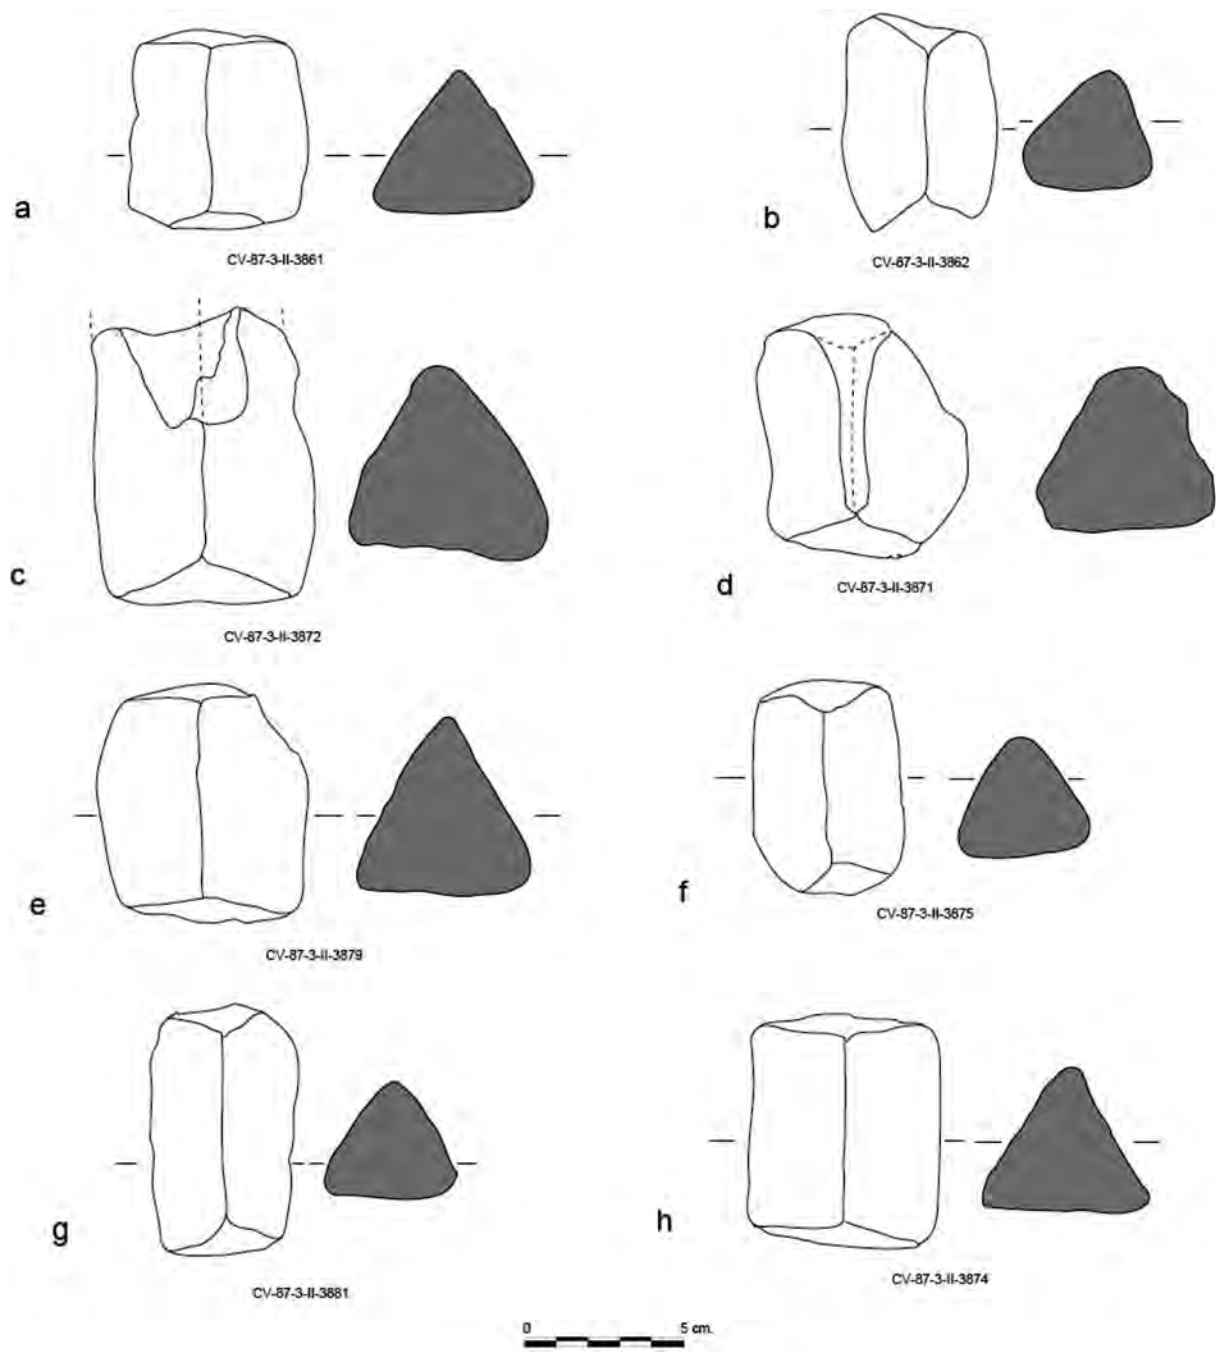 a
CV-87-3-II-3861
b
CV-87-3-II-3862
c
CV-87-3-II-3872
d
CV-87-3-II-3871
e
CV-87-3-II-3879
f
CV-87-3-II-3875
g
CV-87-3-II-3881
h
CV-87-3-II-3874
0 5 cm.